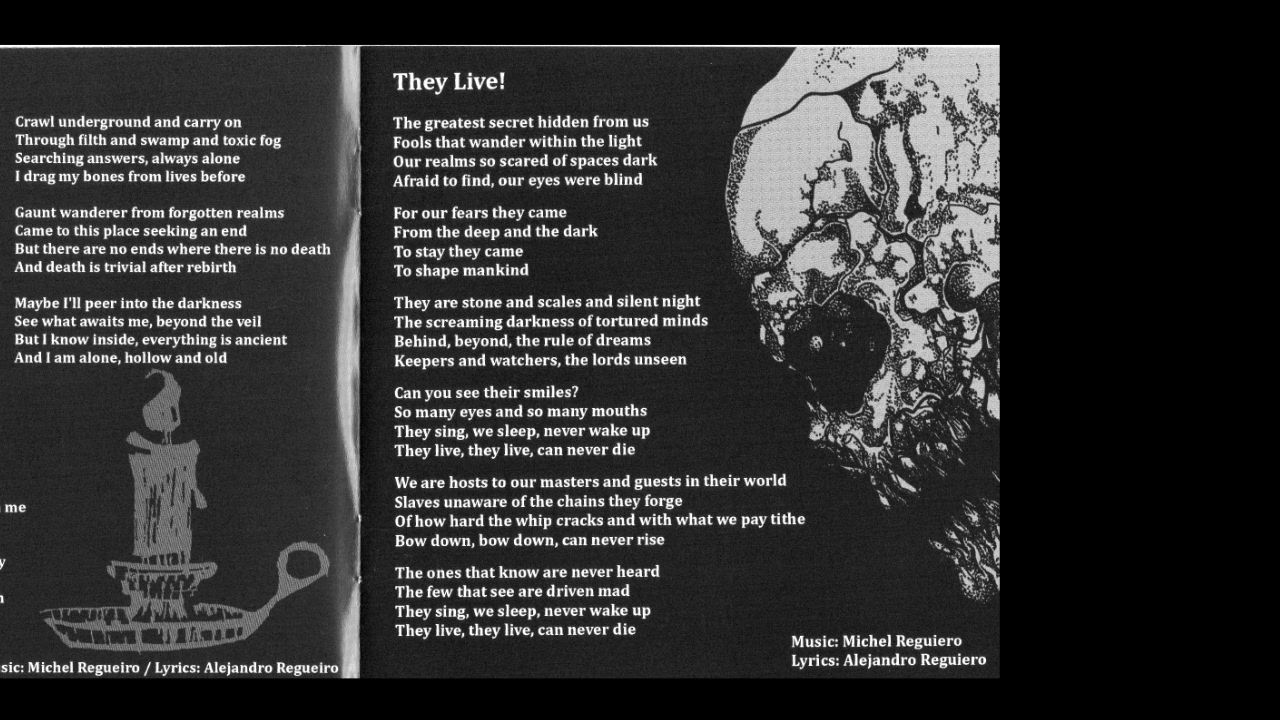 Crawl underground and carry on
Through filth and swamp and toxic fog
Searching answers, always alone
I drag my bones from lives before
Gaunt wanderer from forgotten realms
Came to this place seeking an end
But there are no ends where there is no death
And death is trivial after rebirth
Maybe I'll peer into the darkness
See what awaits me, beyond the veil
But I know inside, everything is ancient
And I am alone, hollow and old
me
Michel Regueiro / Lyrics: Alejandro Regueiro
They Live!
The greatest secret hidden from us
Fools that wander within the light
Our realms so scared of spaces dark
Afraid to find, our eyes were blind
For our fears they came
From the deep and the dark
To stay they came
To shape mankind
They are stone and scales and silent night
The screaming darkness of tortured minds
Behind, beyond, the rule of dreams
Keepers and watchers, the lords unseen
Can you see their smiles?
So many eyes and so many mouths
They sing, we sleep, never wake up
They live, they live, can never die
We are hosts to our masters and guests in their world
Slaves unaware of the chains they forge
Of how hard the whip cracks and with what we pay tithe
Bow down, bow down, can never rise
The ones that know are never heard
The few that see are driven mad
They sing, we sleep, never wake up
They live, they live, can never die
Music: Michel Reguiero
Lyrics: Alejandro Reguiero